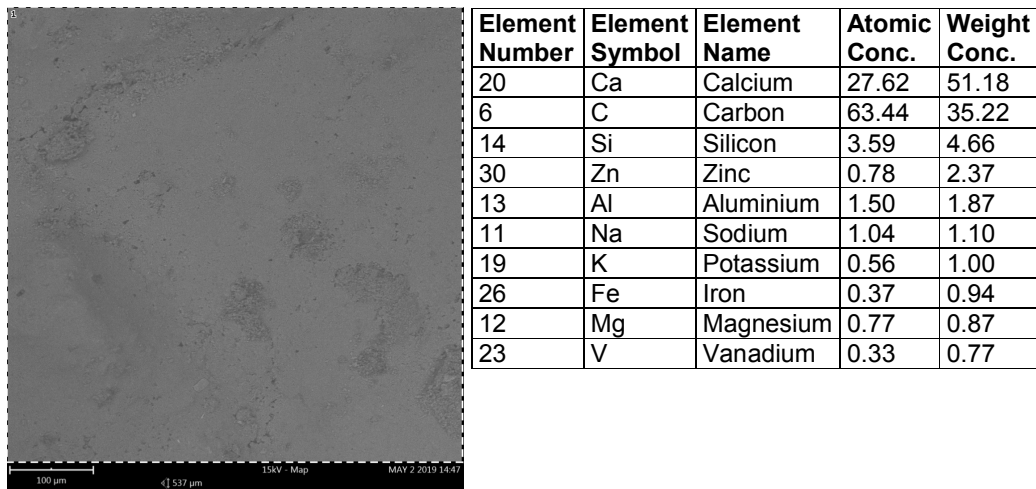 1
Element Number Element Symbol Element Name Atomic Conc. Weight Conc.
20 Ca Calcium 27.62 51.18
6 C Carbon 63.44 35.22
14 Si Silicon 3.59 4.66
30 Zn Zinc 0.78 2.37
13 Al Aluminium 1.50 1.87
11 Na Sodium 1.04 1.10
19 K Potassium 0.56 1.00
26 Fe Iron 0.37 0.94
12 Mg Magnesium 0.77 0.87
23 V Vanadium 0.33 0.77
15kV - Map MAY 2 2019 14:47
100 µm 537 µm